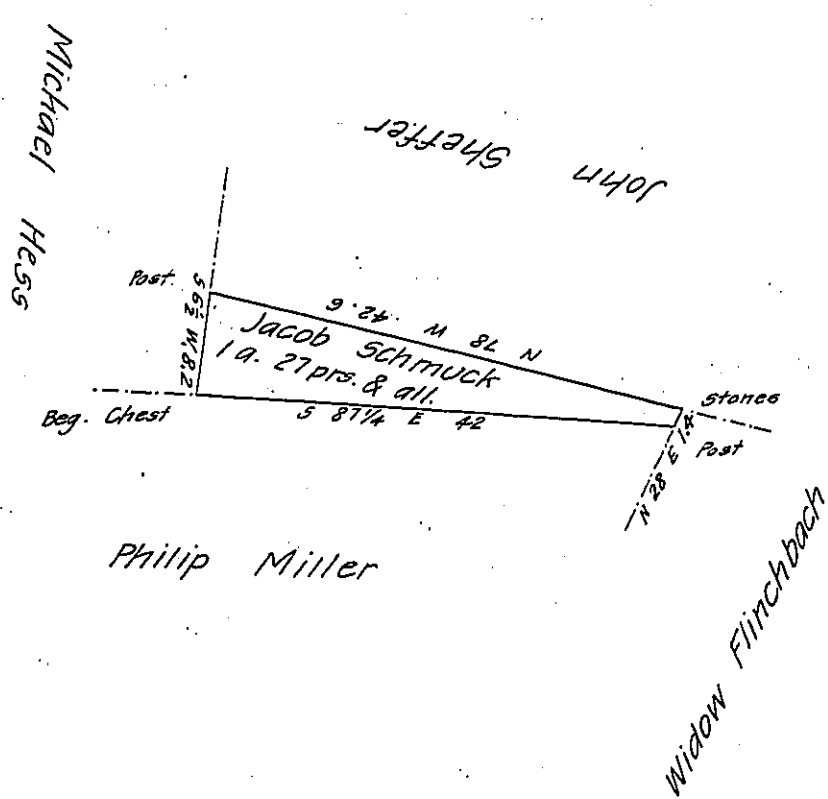 Michael Hess
John Sheffer
Post.
S 6½ W, 8.2
N 78 W 42.6
Jacob Schmuck
1 a. 27 prs. & all.
Beg. Chest
S 87¼ E 42
Stones
Post
N 28 E 1.4
Philip Miller
Widow Flinchbach